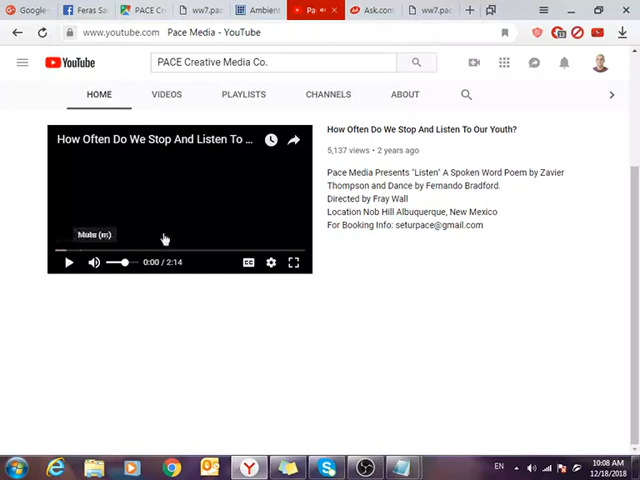 Google+
Feras Sa
PACE Cr
ww7.pac
Ambient
Pa
Ask.com
ww7.pac
www.youtube.com Pace Media - YouTube
YouTube
PACE Creative Media Co.
HOME VIDEOS PLAYLISTS CHANNELS ABOUT
How Often Do We Stop And Listen To ...
Mute (m)
0:00 / 2:14
CC
How Often Do We Stop And Listen To Our Youth?
5,137 views • 2 years ago
Pace Media Presents 'Listen' A Spoken Word Poem by Zavier
Thompson and Dance by Fernando Bradford.
Directed by Fray Wall
Location Nob Hill Albuquerque, New Mexico
For Booking Info: seturpace@gmail.com
EN
10:08 AM
12/18/2018